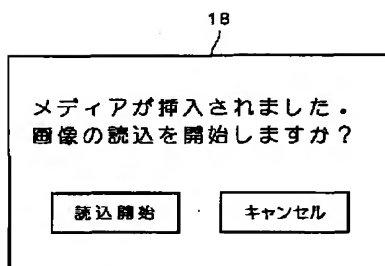 18
メディアが挿入されました．
画像の読込を開始しますか？
読込開始 キャンセル